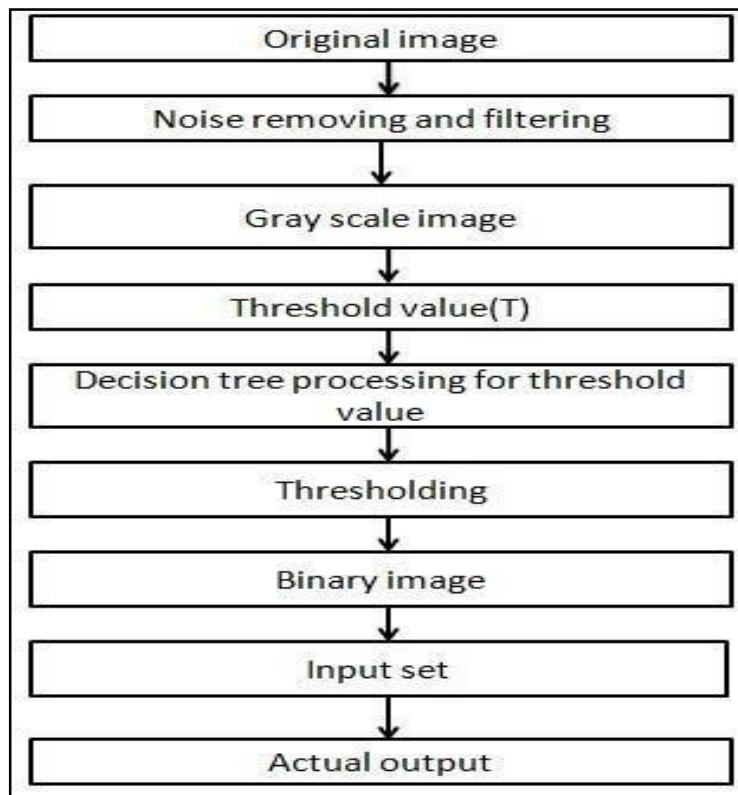 Original image
Noise removing and filtering
Gray scale image
Threshold value(T)
Decision tree processing for threshold
value
Thresholding
Binary image
Input set
Actual output